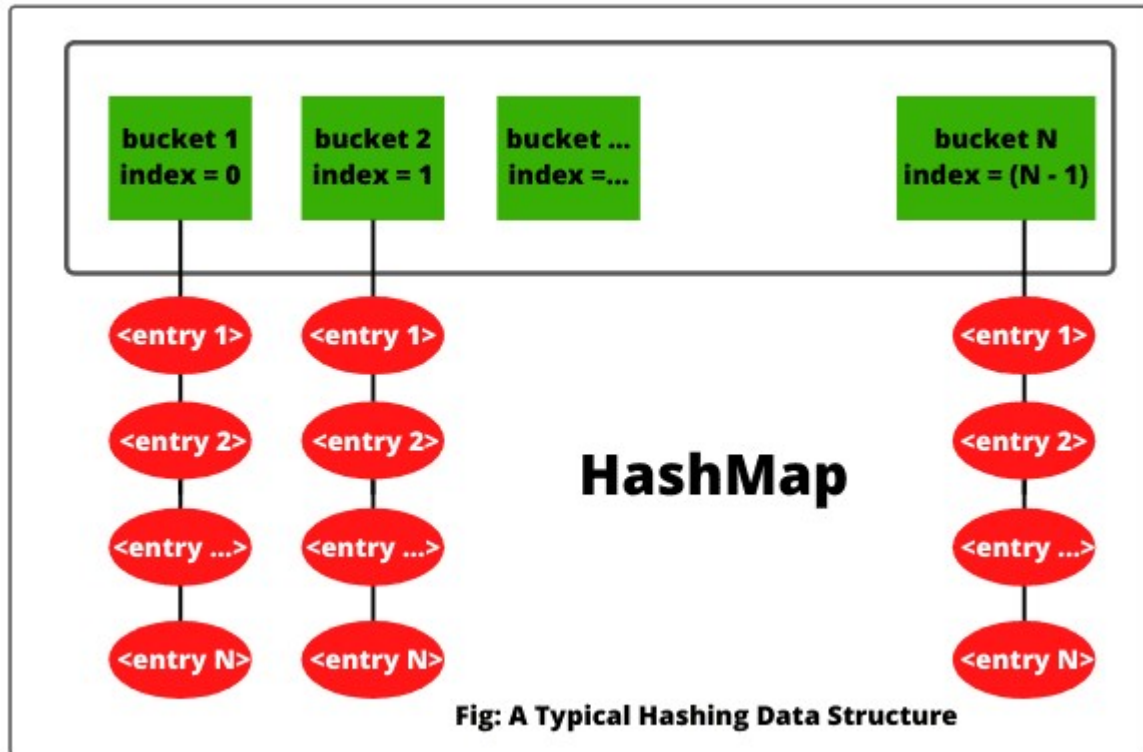 bucket 1
index = 0
bucket 2
index = 1
bucket ...
index =...
bucket N
index = (N - 1)
<entry 1>
<entry 1>
<entry 1>
<entry 2>
<entry 2>
<entry 2>
HashMap
<entry ...>
<entry ...>
<entry ...>
<entry N>
<entry N>
<entry N>
Fig: A Typical Hashing Data Structure